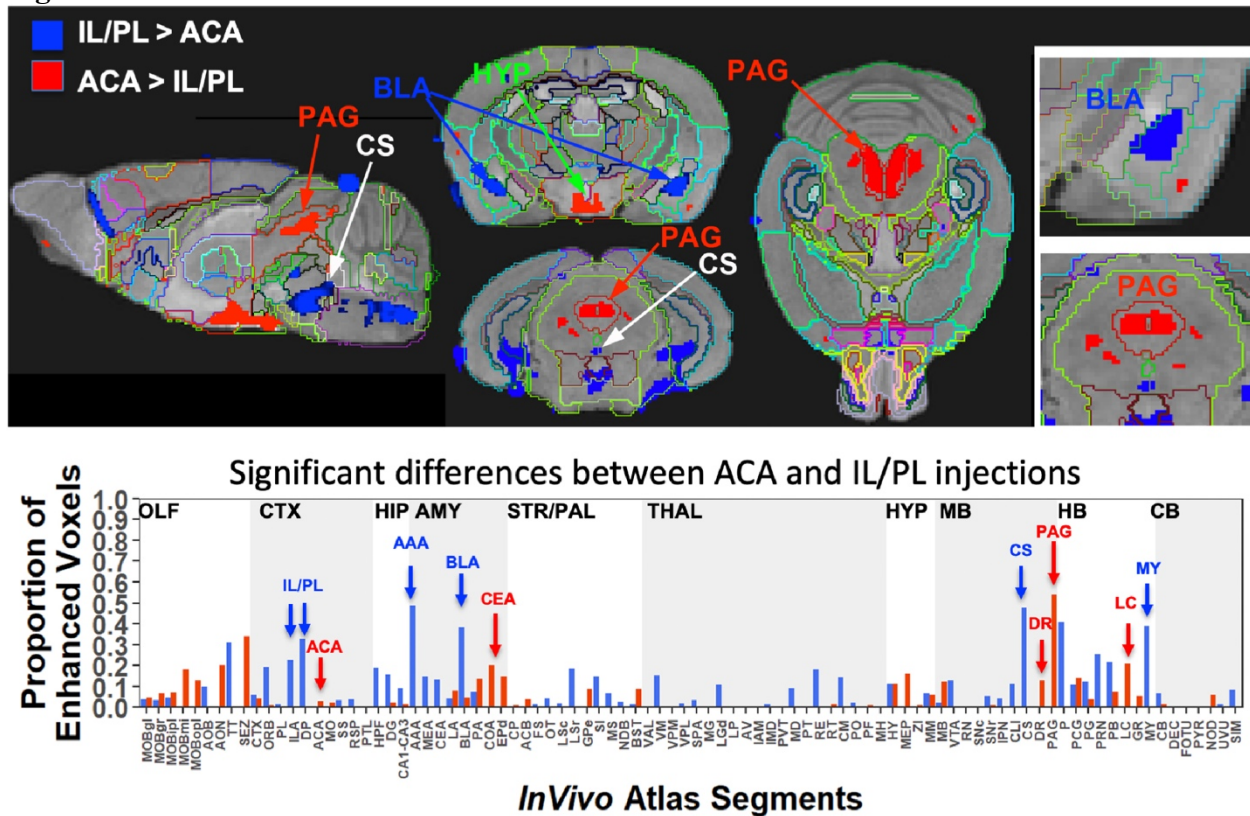 IL/PL > ACA
ACA > IL/PL
PAG
CS
BLA
HYP
PAG
CS
PAG
BLA
PAG
Significant differences between ACA and IL/PL injections
Proportion of
Enhanced Voxels
1.0
0.9
0.8
0.7
0.6
0.5
0.4
0.3
0.2
0.1
0.0
OLF CTX HIP AMY STR/PAL THAL HYP MB HB CB
IL/PL
ACA
AAA
BLA
CEA
CS
DR
PAG
LC
MY
MOBgl MOBgr MOBipl MOBmi MOBopl AOB AON TT SEZ CTX ORB PL ILA DP ACA MO SS RSP PTL HPF DG CA1-CA3 AAA MEA CEA LA BLA PAA COA EPd CP ACB FS OT LSc LSr GPe SI MS NDB BST VAL VM VPM VPL SPA MG LGd LP AV IAM IMD PVT MD PT RE RT CM PO PF MH HY MEP ZI MM MB VTA RN SNc SNr IPN CLI CS DR PAG P PCG PG PRN PB LC GR MY CB DEC FOTU PYR NOD UVU SIM
InVivo Atlas Segments